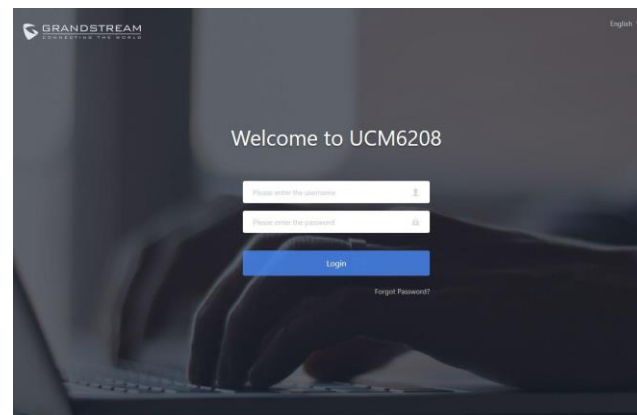 GRANDSTREAM
CONNECTING THE WORLD
English
Welcome to UCM6208
Please enter the username
Please enter the password
Login
Forgot Password?